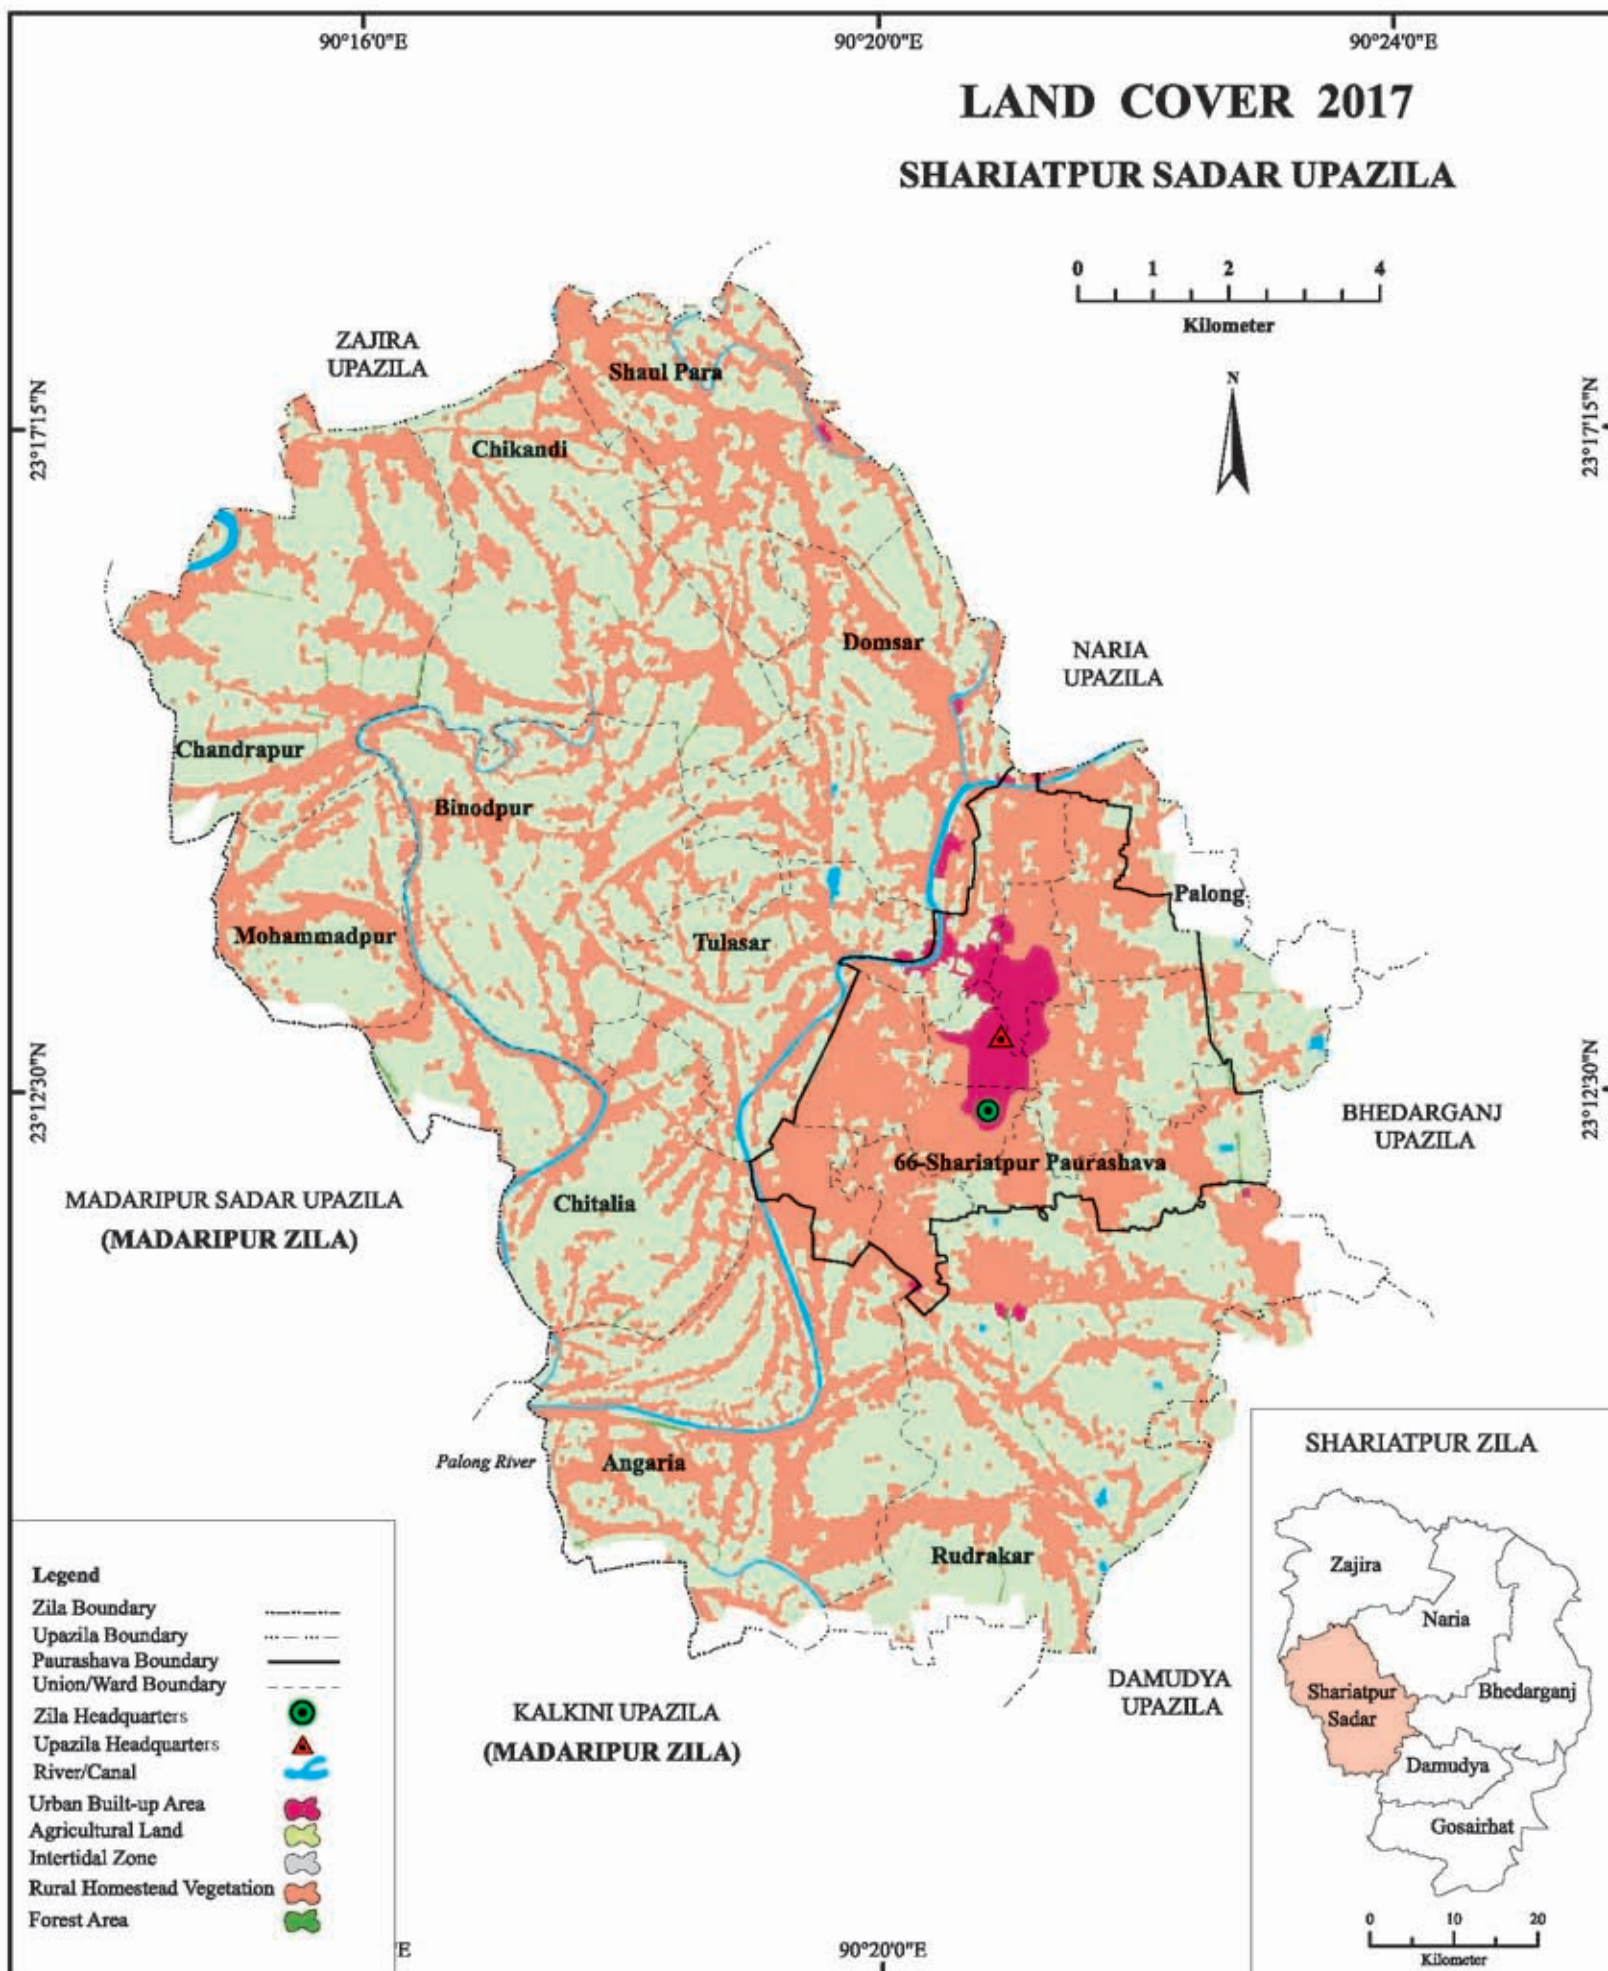 90°16'0"E
90°20'0"E
90°24'0"E
LAND COVER 2017
SHARIATPUR SADAR UPAZILA
0 1 2 4
Kilometer
N
ZAJIRA
UPAZILA
Shaul Para
23°17'15"N
23°17'15"N
Chikandi
Domsar
NARIA
UPAZILA
Chandrapur
Binodpur
Palong
Mohammadpur
Tulasar
23°12'30"N
23°12'30"N
BHEDARGANJ
UPAZILA
66-Shariatpur Paurashava
MADARIPUR SADAR UPAZILA
(MADARIPUR ZILA)
Chitalia
Palong River
Angaria
Rudrakar
DAMUDYA
UPAZILA
KALKINI UPAZILA
(MADARIPUR ZILA)
Legend
Zila Boundary
Upazila Boundary
Paurashava Boundary
Union/Ward Boundary
Zila Headquarters
Upazila Headquarters
River/Canal
Urban Built-up Area
Agricultural Land
Intertidal Zone
Rural Homestead Vegetation
Forest Area
'E
90°20'0"E
SHARIATPUR ZILA
Zajira
Naria
Shariatpur
Sadar
Bhedarganj
Damudya
Gosairhat
0 10 20
Kilometer